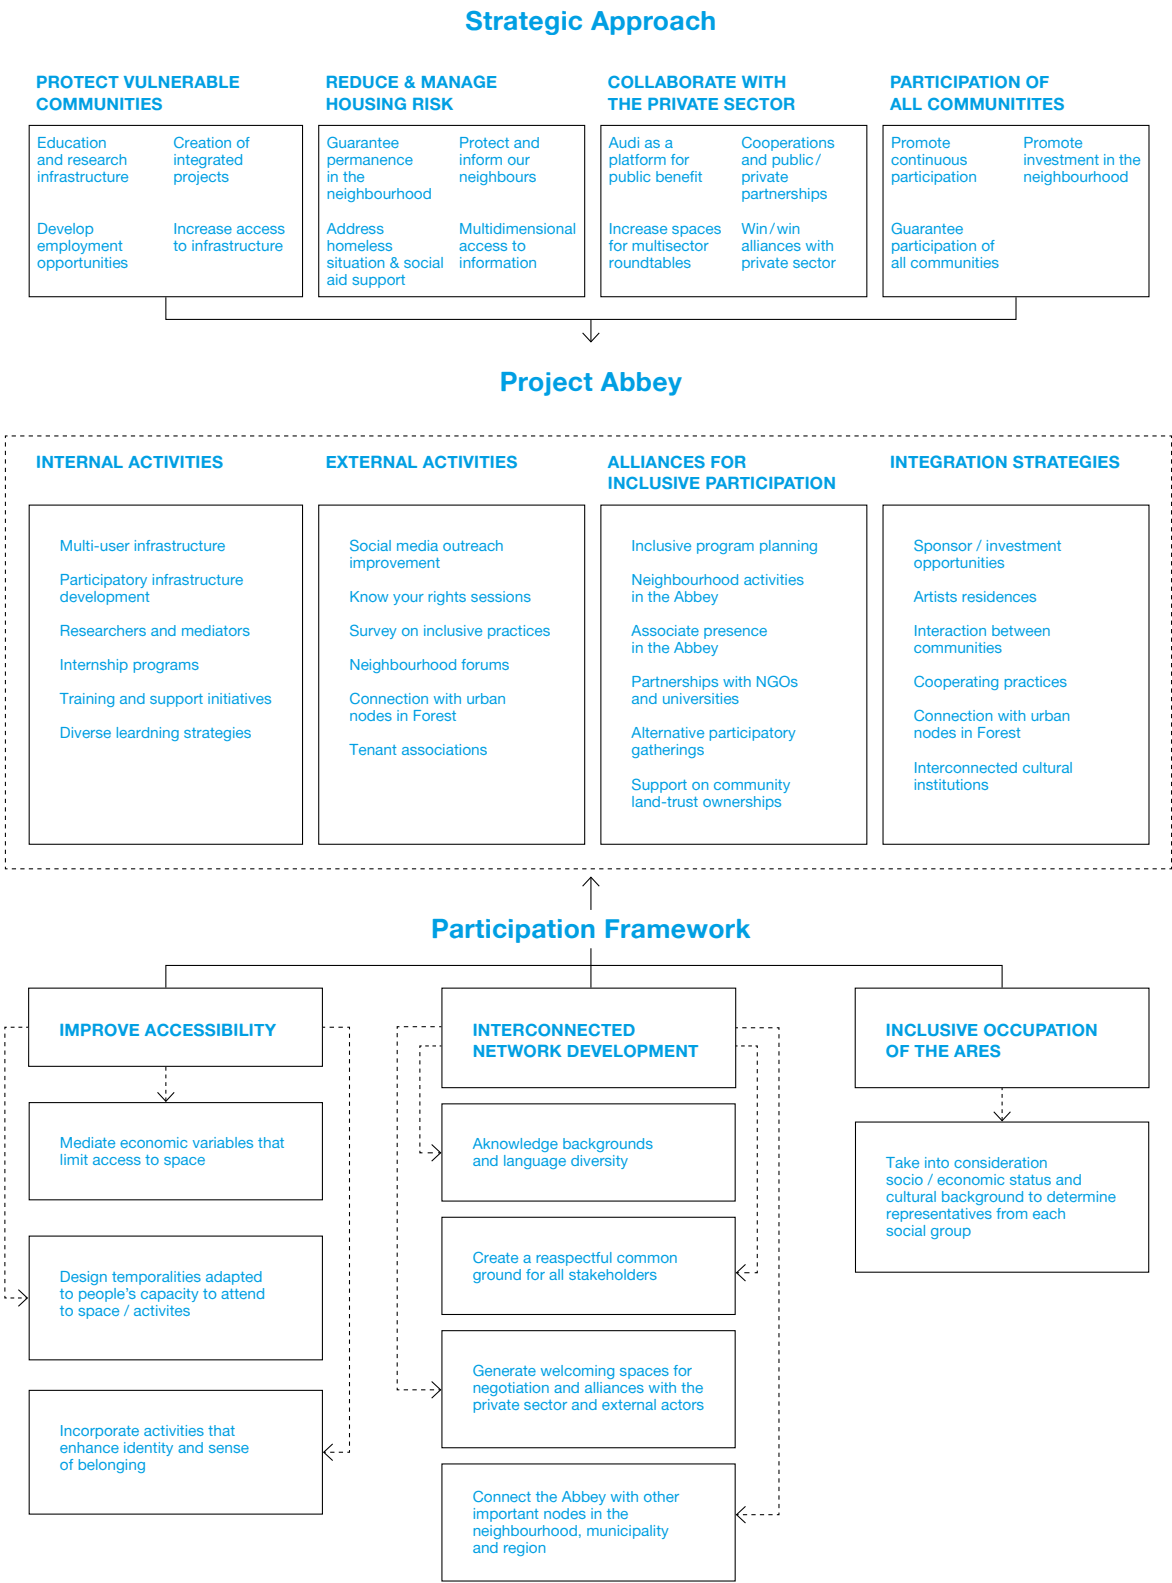 Strategic Approach
PROTECT VULNERABLE
COMMUNITIES
Education
and research
infrastructure
Creation of
integrated
projects
Develop
employment
opportunities
Increase access
to infrastructure
REDUCE & MANAGE
HOUSING RISK
Guarantee
permanence
in the
neighbourhood
Protect and
inform our
neighbours
Address
homeless
situation & social
aid support
Multidimensional
access to
information
COLLABORATE WITH
THE PRIVATE SECTOR
Audi as a
platform for
public benefit
Cooperations
and public/
private
partnerships
Increase spaces
for multisector
roundtables
Win/win
alliances with
private sector
PARTICIPATION OF
ALL COMMUNITITES
Promote
continuous
participation
Promote
investment in the
neighbourhood
Guarantee
participation of
all communities
Project Abbey
INTERNAL ACTIVITIES
Multi-user infrastructure
Participatory infrastructure
development
Researchers and mediators
Internship programs
Training and support initiatives
Diverse leardning strategies
EXTERNAL ACTIVITIES
Social media outreach
improvement
Know your rights sessions
Survey on inclusive practices
Neighbourhood forums
Connection with urban
nodes in Forest
Tenant associations
ALLIANCES FOR
INCLUSIVE PARTICIPATION
Inclusive program planning
Neighbourhood activities
in the Abbey
Associate presence
in the Abbey
Partnerships with NGOs
and universities
Alternative participatory
gatherings
Support on community
land-trust ownerships
INTEGRATION STRATEGIES
Sponsor / investment
opportunities
Artists residences
Interaction between
communities
Cooperating practices
Connection with urban
nodes in Forest
Interconnected cultural
institutions
Participation Framework
IMPROVE ACCESSIBILITY
Mediate economic variables that
limit access to space
Design temporalities adapted
to people's capacity to attend
to space / activites
Incorporate activities that
enhance identity and sense
of belonging
INTERCONNECTED
NETWORK DEVELOPMENT
Aknowledge backgrounds
and language diversity
Create a reaspectful common
ground for all stakeholders
Generate welcoming spaces for
negotiation and alliances with the
private sector and external actors
Connect the Abbey with other
important nodes in the
neighbourhood, municipality
and region
INCLUSIVE OCCUPATION
OF THE ARES
Take into consideration
socio / economic status and
cultural background to determine
representatives from each
social group